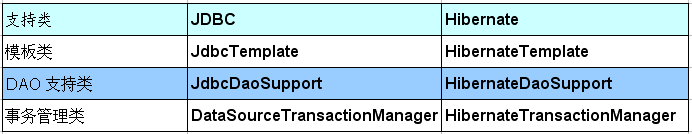 支持类 JDBC Hibernate
模板类 JdbcTemplate HibernateTemplate
DAO 支持类 JdbcDaoSupport HibernateDaoSupport
事务管理类 DataSourceTransactionManager HibernateTransactionManager